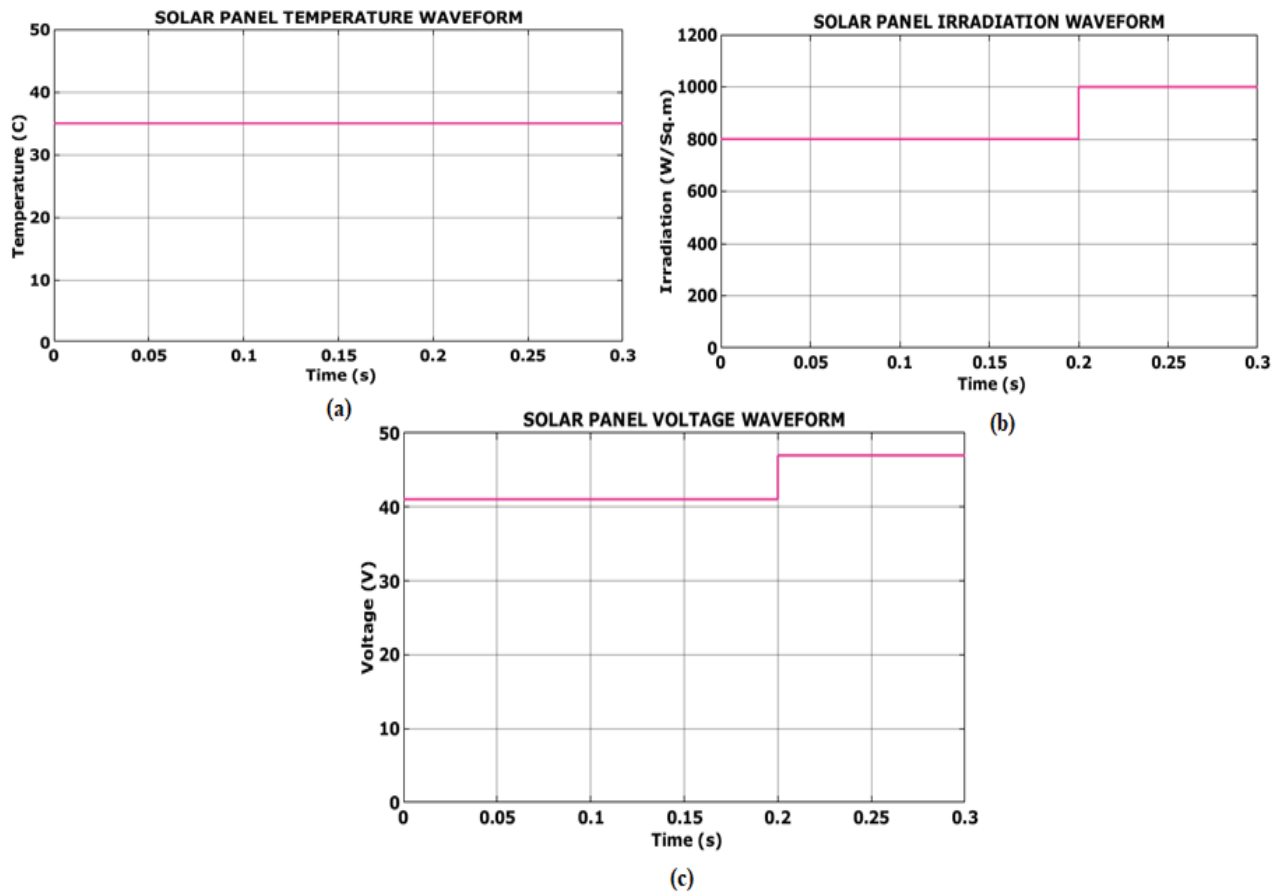 SOLAR PANEL TEMPERATURE WAVEFORM
50
40
30
20
10
0
Temperature (C)
0 0.05 0.1 0.15 0.2 0.25 0.3
Time (s)
(a)
SOLAR PANEL IRRADIATION WAVEFORM
1200
1000
800
600
400
200
0
Irradiation (W/Sq.m)
0 0.05 0.1 0.15 0.2 0.25 0.3
Time (s)
(b)
SOLAR PANEL VOLTAGE WAVEFORM
50
40
30
20
10
0
Voltage (V)
0 0.05 0.1 0.15 0.2 0.25 0.3
Time (s)
(c)